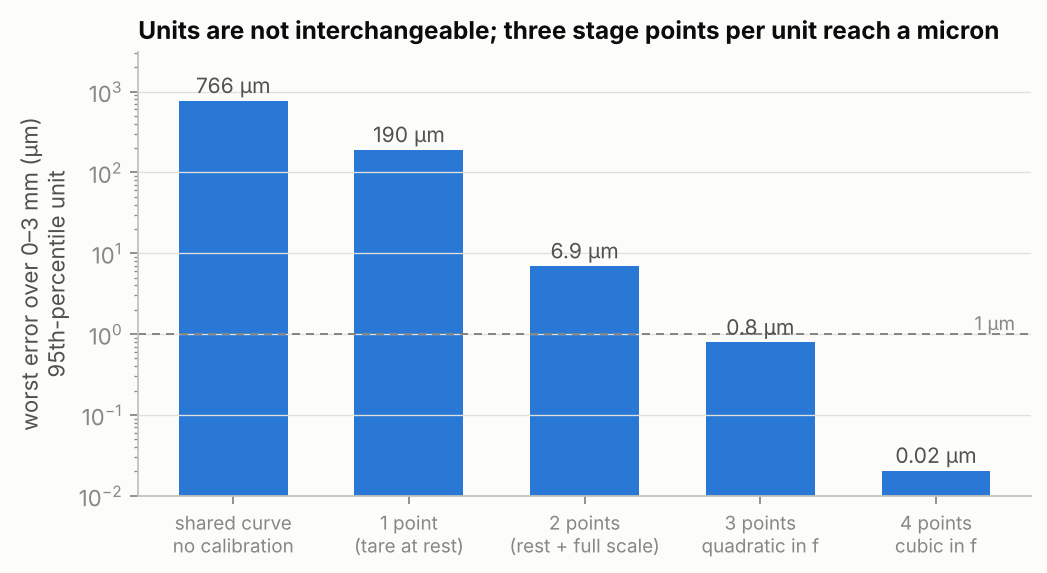 Units are not interchangeable; three stage points per unit reach a micron
worst error over 0–3 mm (µm)
95th-percentile unit
10³
10²
10¹
10⁰
10⁻¹
10⁻²
766 µm
190 µm
6.9 µm
0.8 µm
0.02 µm
1 µm
shared curve
no calibration
1 point
(tare at rest)
2 points
(rest + full scale)
3 points
quadratic in f
4 points
cubic in f